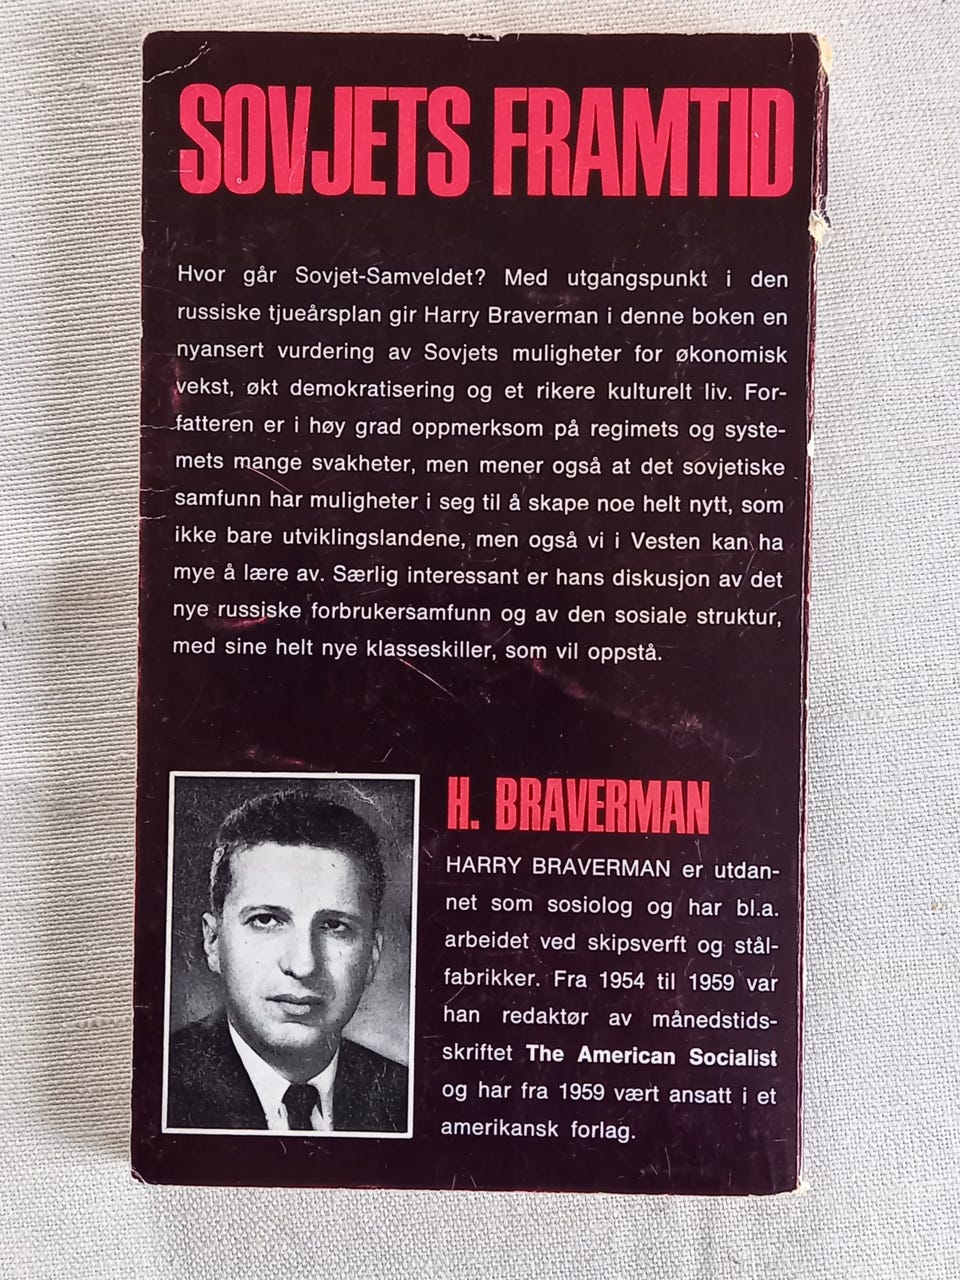 SOVJETS FRAMTID
Hvor går Sovjet-Samveldet? Med utgangspunkt i den
russiske tjueårsplan gir Harry Braverman i denne boken en
nyansert vurdering av Sovjets muligheter for økonomisk
vekst, økt demokratisering og et rikere kulturelt liv. For-
fatteren er i høy grad oppmerksom på regimets og syste-
mets mange svakheter, men mener også at det sovjetiske
samfunn har muligheter i seg til å skape noe helt nytt, som
ikke bare utviklingslandene, men også vi i Vesten kan ha
mye å lære av. Særlig interessant er hans diskusjon av det
nye russiske forbrukersamfunn og av den sosiale struktur,
med sine helt nye klasseskiller, som vil oppstå.
H. BRAVERMAN
HARRY BRAVERMAN er utdan-
net som sosiolog og har bl.a.
arbeidet ved skipsverft og stål-
fabrikker. Fra 1954 til 1959 var
han redaktør av månedstids-
skriftet The American Socialist
og har fra 1959 vært ansatt i et
amerikansk forlag.